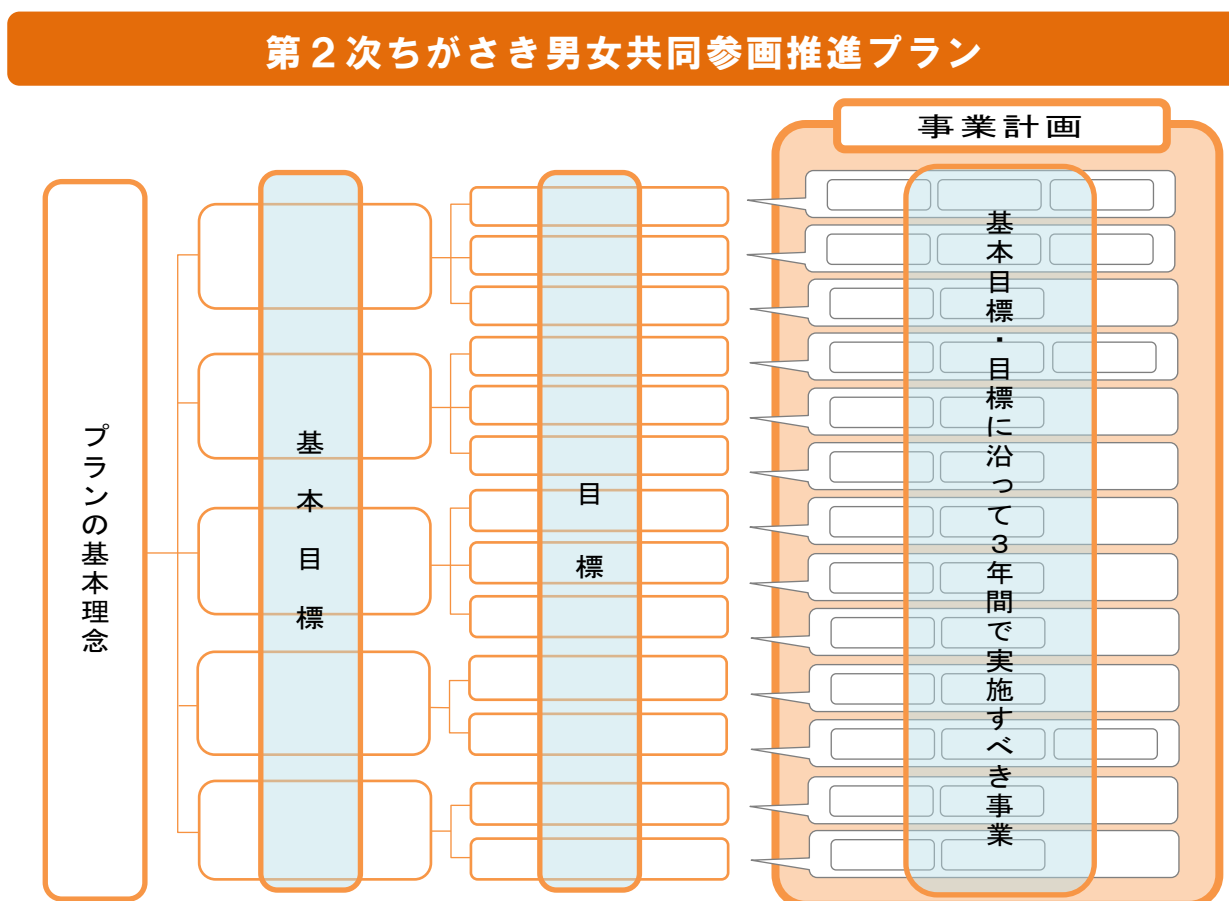 第２次ちがさき男女共同参画推進プラン
事業計画
プランの基本理念
基本目標
目標
基本目標・目標に沿って３年間で実施すべき事業